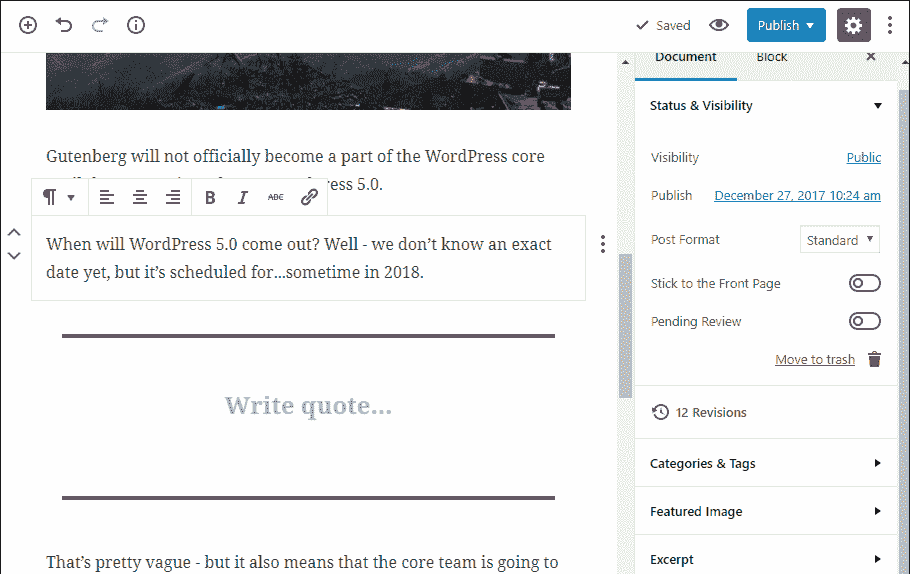 Saved
Publish
Document Block
Gutenberg will not officially become a part of the WordPress core
5.0.
B I ABC
When will WordPress 5.0 come out? Well - we don’t know an exact
date yet, but it’s scheduled for...sometime in 2018.
Write quote...
That’s pretty vague - but it also means that the core team is going to
Status & Visibility
Visibility Public
Publish December 27, 2017 10:24 am
Post Format Standard
Stick to the Front Page
Pending Review
Move to trash
12 Revisions
Categories & Tags
Featured Image
Excerpt